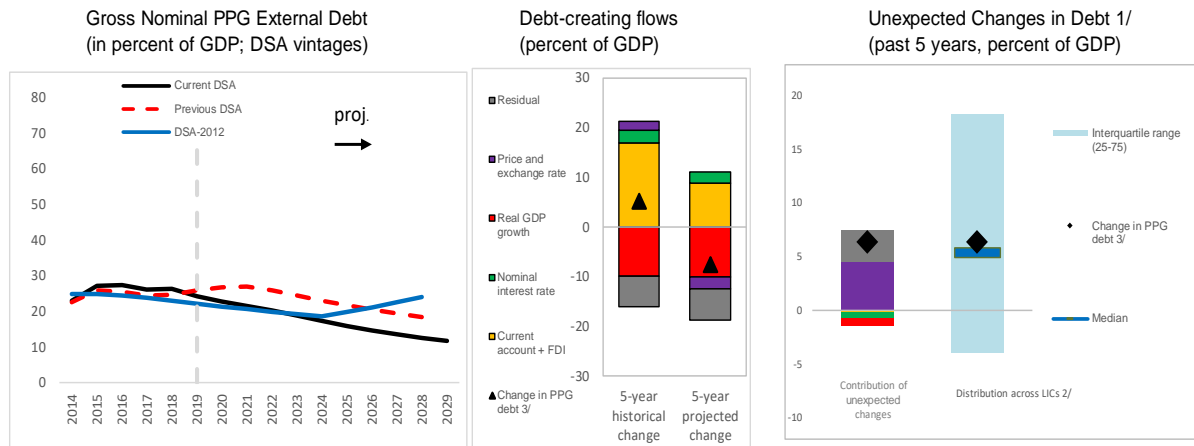 Gross Nominal PPG External Debt
(in percent of GDP; DSA vintages)
Current DSA
Previous DSA
DSA-2012
proj.
80
70
60
50
40
30
20
10
0
2014
2015
2016
2017
2018
2019
2020
2021
2022
2023
2024
2025
2026
2027
2028
2029
Debt-creating flows
(percent of GDP)
Residual
Price and
exchange rate
Real GDP
growth
Nominal
interest rate
Current
account + FDI
Change in PPG
debt 3/
30
20
10
0
-10
-20
-30
5-year
historical
change
5-year
projected
change
Unexpected Changes in Debt 1/
(past 5 years, percent of GDP)
20
15
10
5
0
-5
-10
Contribution of
unexpected
changes
Distribution across LICs 2/
Interquartile range
(25-75)
Change in PPG
debt 3/
Median